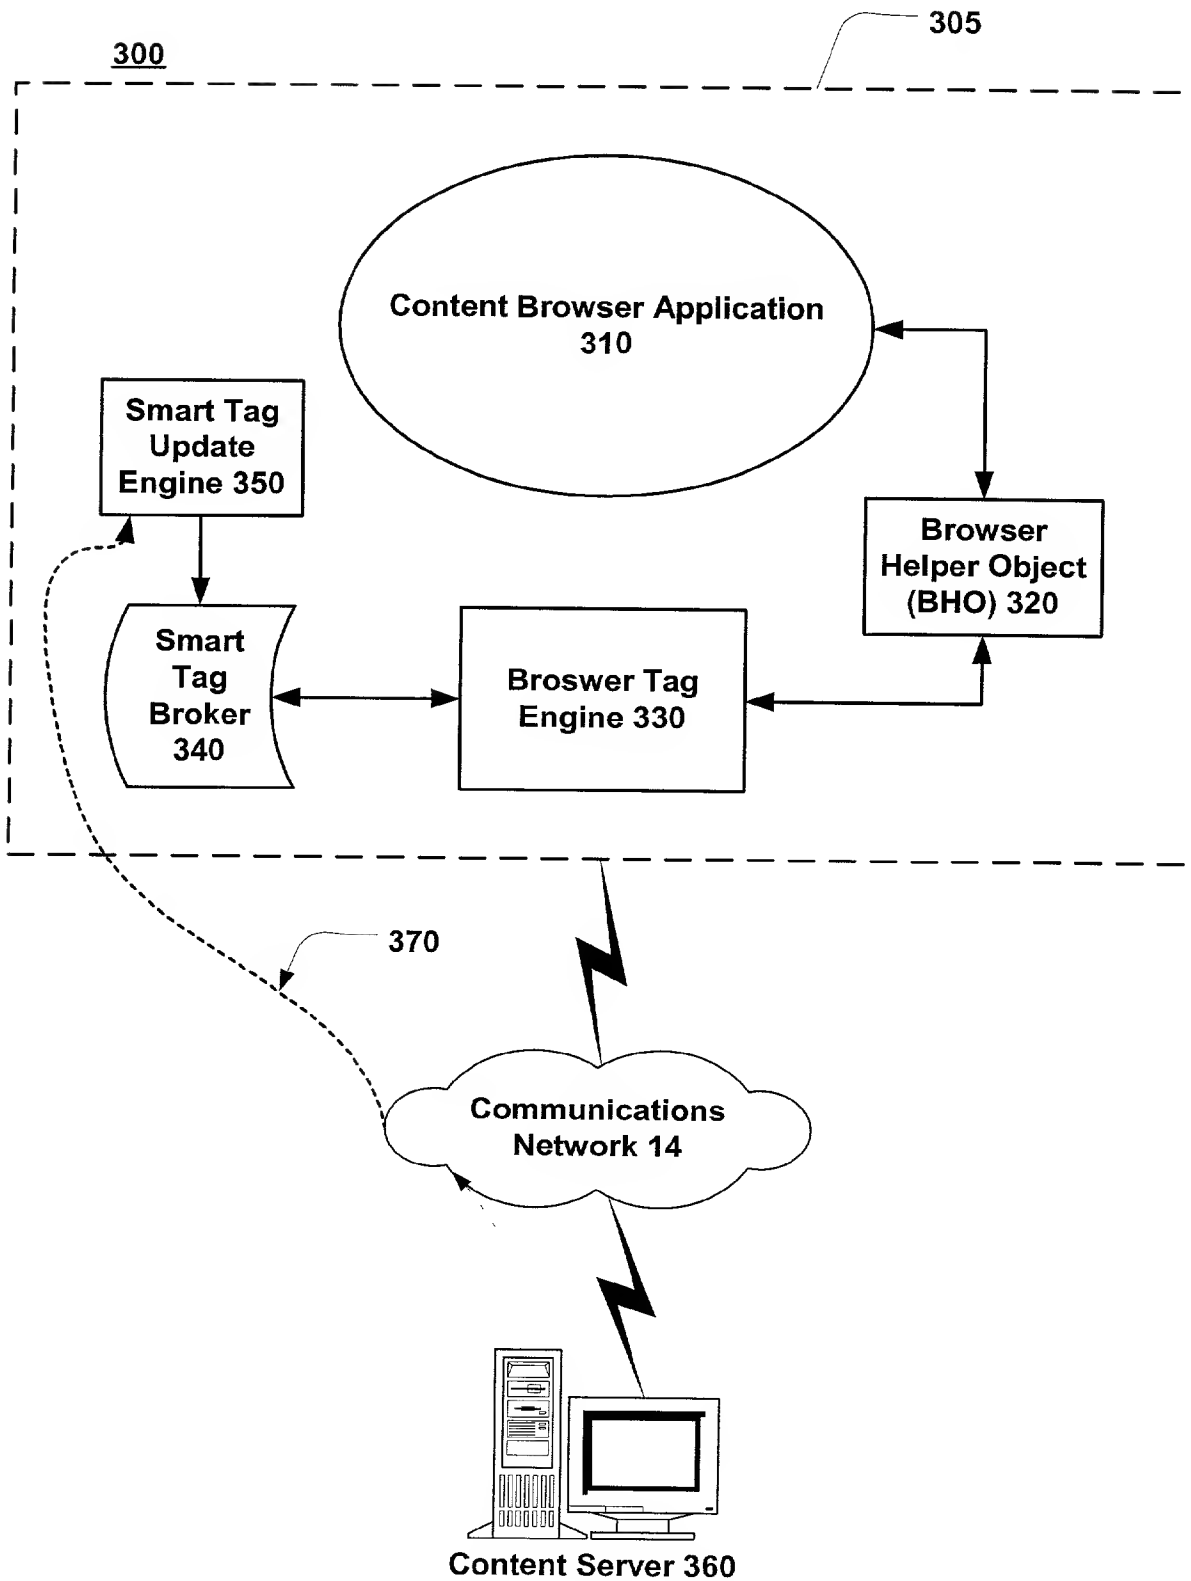 305
300
Content Browser Application
310
Smart Tag
Update
Engine 350
Browser
Helper Object
(BHO) 320
Smart
Tag
Broker
340
Broswer Tag
Engine 330
370
Communications
Network 14
Content Server 360